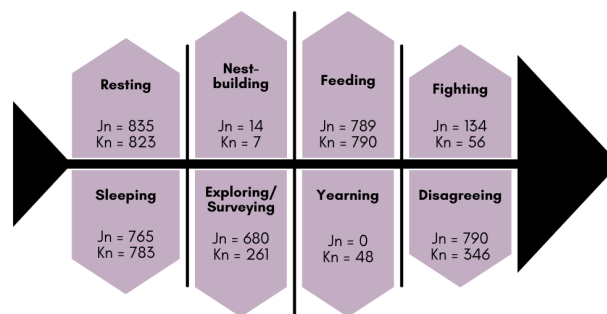 Resting
Jn = 835
Kn = 823
Nest-
building
Jn = 14
Kn = 7
Feeding
Jn = 789
Kn = 790
Fighting
Jn = 134
Kn = 56
Sleeping
Jn = 765
Kn = 783
Exploring/
Surveying
Jn = 680
Kn = 261
Yearning
Jn = 0
Kn = 48
Disagreeing
Jn = 790
Kn = 346